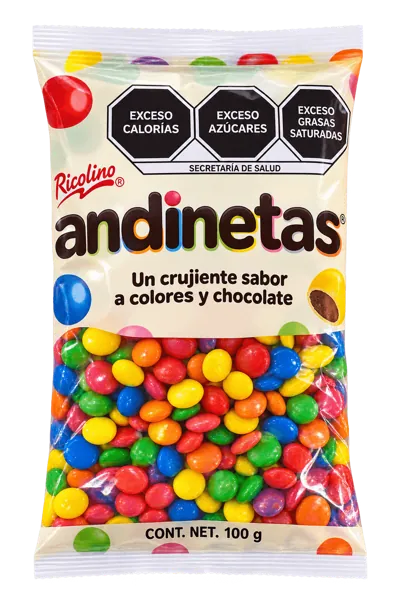 EXCESO CALORÍAS
EXCESO AZÚCARES
EXCESO GRASAS SATURADAS
SECRETARÍA DE SALUD
Ricolino®
andinetas®
Un crujiente sabor
a colores y chocolate
CONT. NET. 100 g